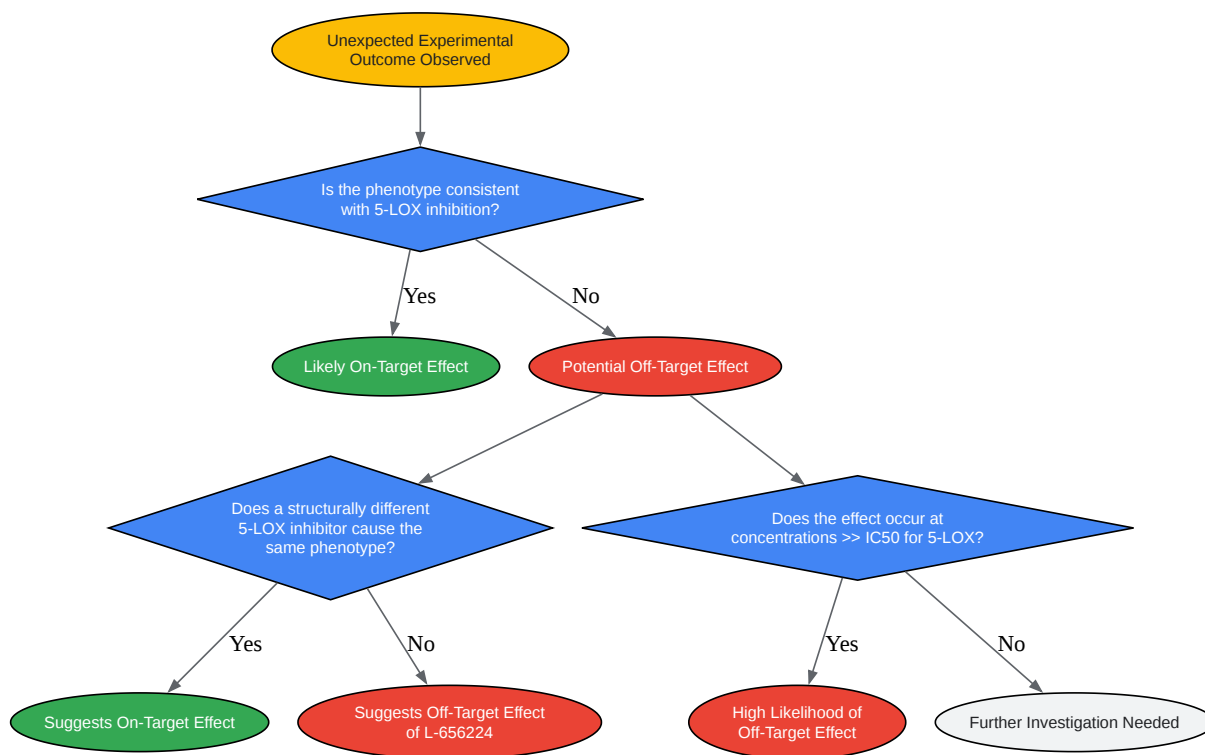 Unexpected Experimental
Outcome Observed
Is the phenotype consistent
with 5-LOX inhibition?
Yes
No
Likely On-Target Effect
Potential Off-Target Effect
Does a structurally different
5-LOX inhibitor cause the
same phenotype?
Does the effect occur at
concentrations >> IC50 for 5-LOX?
Yes
No
Yes
No
Suggests On-Target Effect
Suggests Off-Target Effect
of L-656224
High Likelihood of
Off-Target Effect
Further Investigation Needed